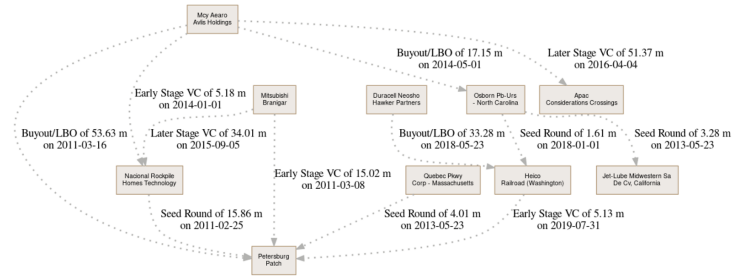 Mcy Aearo
Avlis Holdings
Buyout/LBO of 17.15 m
on 2014-05-01
Later Stage VC of 51.37 m
on 2016-04-04
Early Stage VC of 5.18 m
on 2014-01-01
Mitsubishi
Branigar
Duracell Neosho
Hawker Partners
Osborn Pb-Urs
- North Carolina
Apac
Considerations Crossings
Buyout/LBO of 53.63 m
on 2011-03-16
Later Stage VC of 34.01 m
on 2015-09-05
Buyout/LBO of 33.28 m
on 2018-05-23
Seed Round of 1.61 m
on 2018-01-01
Seed Round of 3.28 m
on 2013-05-23
Early Stage VC of 15.02 m
on 2011-03-08
Nacional Rockpile
Homes Technology
Quebec Pkwy
Corp - Massachusetts
Heico
Railroad (Washington)
Jet-Lube Midwestern Sa
De Cv, California
Seed Round of 15.86 m
on 2011-02-25
Seed Round of 4.01 m
on 2013-05-23
Early Stage VC of 5.13 m
on 2019-07-31
Petersburg
Patch